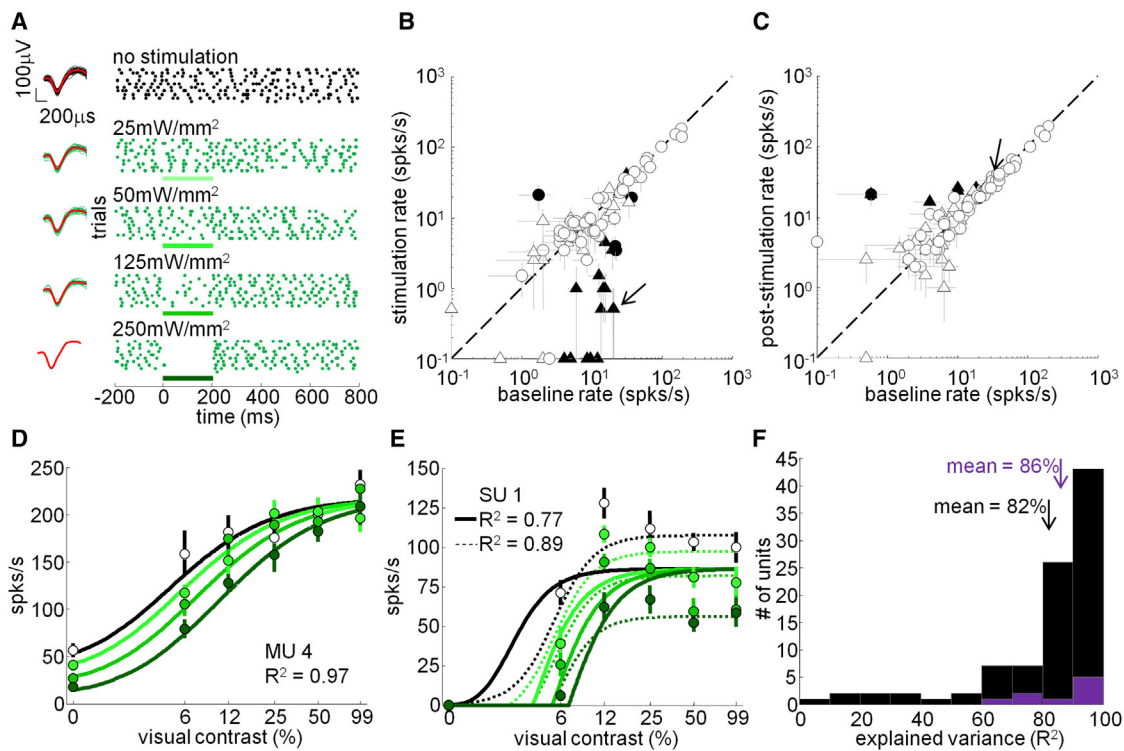 A
100μV
200μs
no stimulation
25mW/mm²
50mW/mm²
trials
125mW/mm²
250mW/mm²
-200 0 200 400 600 800
time (ms)
B
stimulation rate (spks/s)
10³
10²
10¹
10⁰
10⁻¹
10⁻¹ 10⁰ 10¹ 10² 10³
baseline rate (spks/s)
C
post-stimulation rate (spks/s)
10³
10²
10¹
10⁰
10⁻¹
10⁻¹ 10⁰ 10¹ 10² 10³
baseline rate (spks/s)
D
spks/s
250
200
150
100
50
0
MU 4
R² = 0.97
0 6 12 25 50 99
visual contrast (%)
E
spks/s
150
125
100
75
50
25
0
SU 1
R² = 0.77
R² = 0.89
0 6 12 25 50 99
visual contrast (%)
F
# of units
45
40
35
30
25
20
15
10
5
0
mean = 86%
mean = 82%
0 20 40 60 80 100
explained variance (R²)